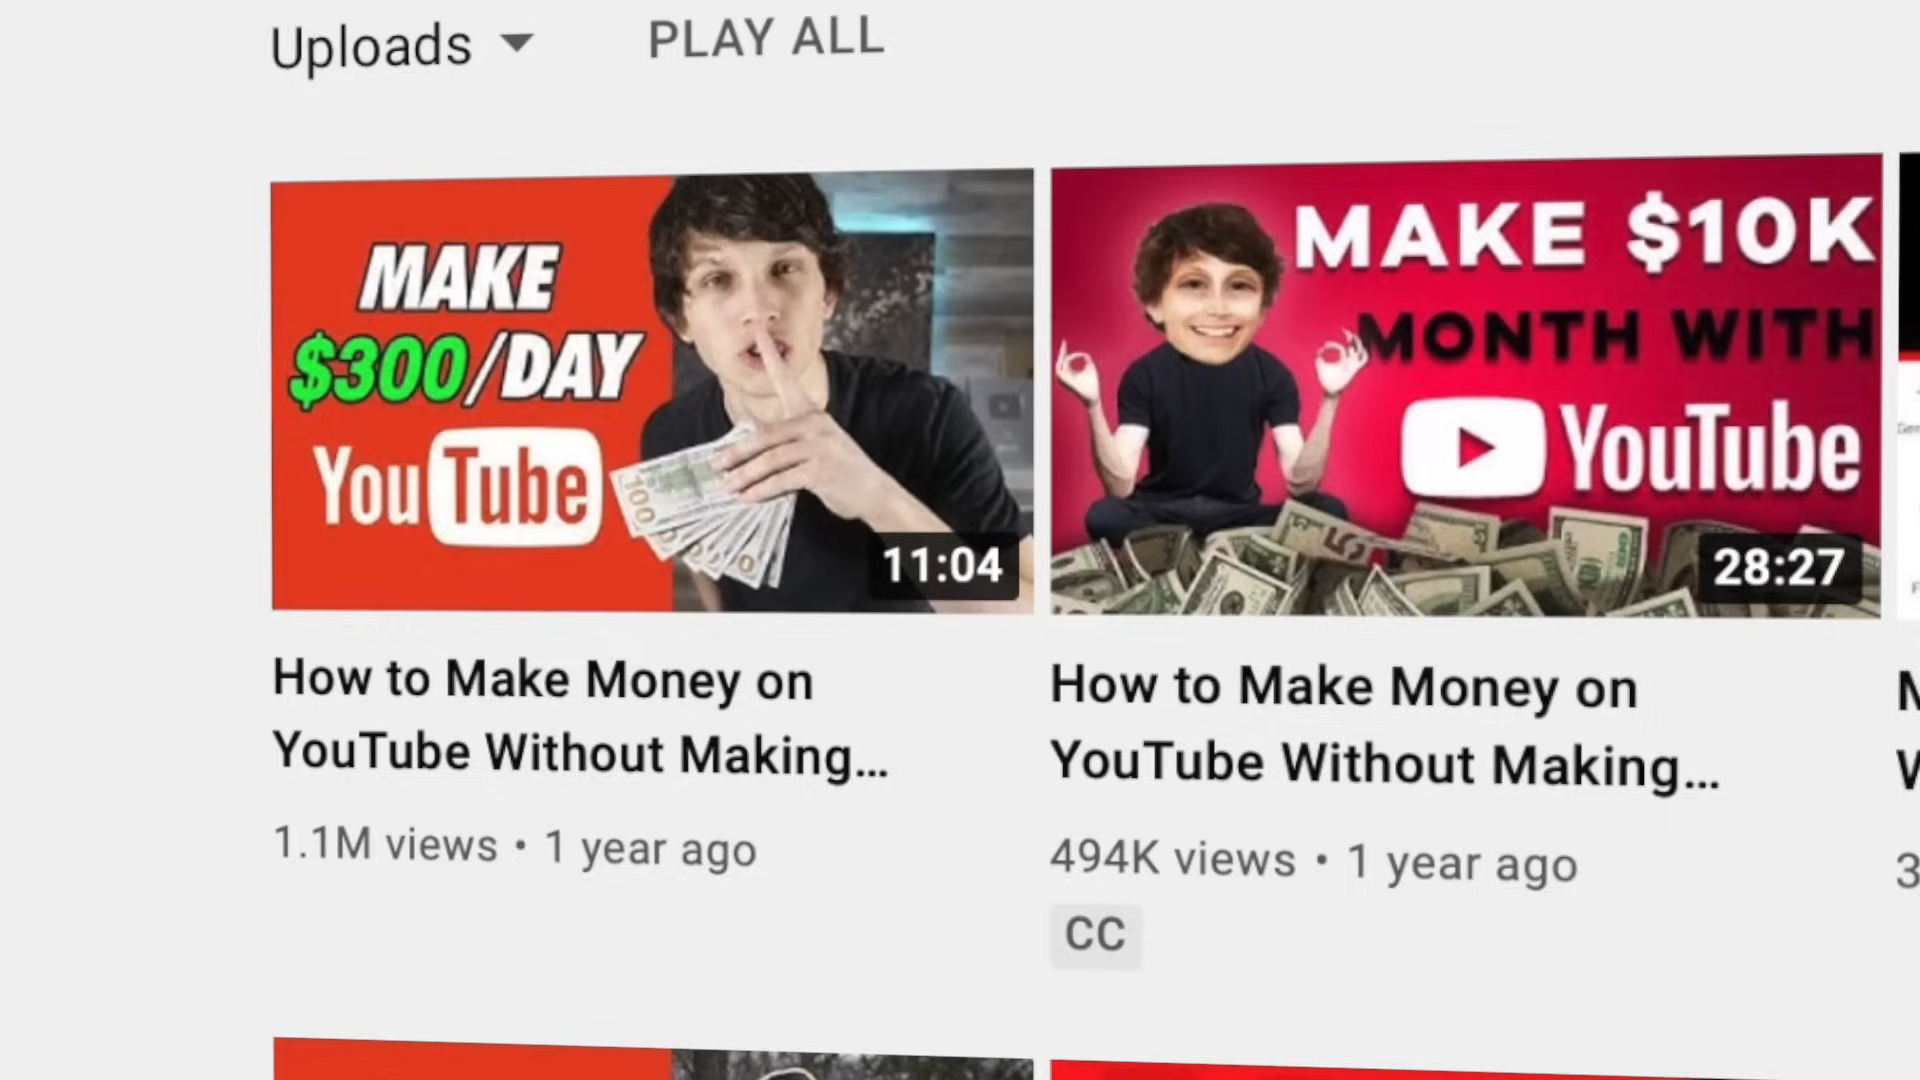 Uploads PLAY ALL
MAKE
$300/DAY
YouTube
100
11:04
MAKE $10K
MONTH WITH
YouTube
28:27
How to Make Money on
YouTube Without Making...
1.1M views • 1 year ago
How to Make Money on
YouTube Without Making...
494K views • 1 year ago
CC